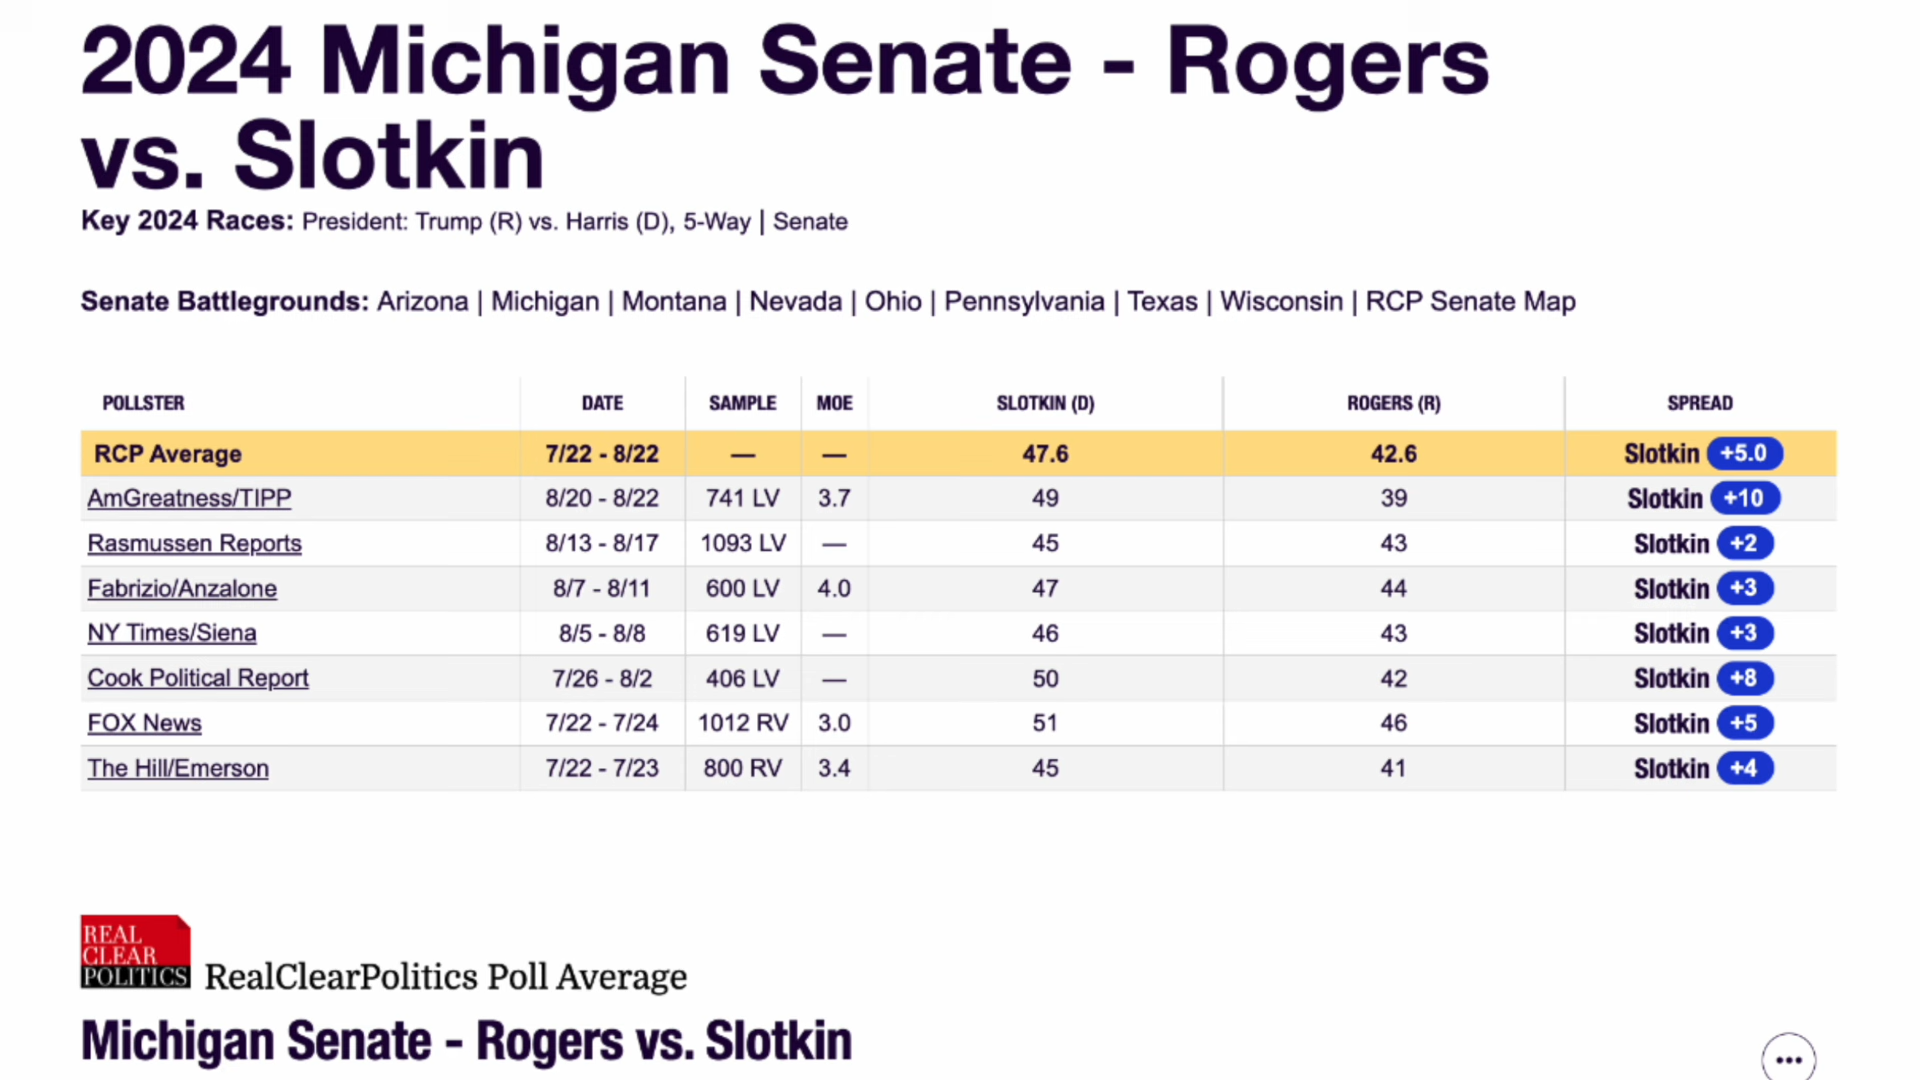 2024 Michigan Senate - Rogers
vs. Slotkin
Key 2024 Races: President: Trump (R) vs. Harris (D), 5-Way | Senate
Senate Battlegrounds: Arizona | Michigan | Montana | Nevada | Ohio | Pennsylvania | Texas | Wisconsin | RCP Senate Map
POLLSTER DATE SAMPLE MOE SLOTKIN (D) ROGERS (R) SPREAD
RCP Average 7/22 - 8/22 — — 47.6 42.6 Slotkin +5.0
AmGreatness/TIPP 8/20 - 8/22 741 LV 3.7 49 39 Slotkin +10
Rasmussen Reports 8/13 - 8/17 1093 LV — 45 43 Slotkin +2
Fabrizio/Anzalone 8/7 - 8/11 600 LV 4.0 47 44 Slotkin +3
NY Times/Siena 8/5 - 8/8 619 LV — 46 43 Slotkin +3
Cook Political Report 7/26 - 8/2 406 LV — 50 42 Slotkin +8
FOX News 7/22 - 7/24 1012 RV 3.0 51 46 Slotkin +5
The Hill/Emerson 7/22 - 7/23 800 RV 3.4 45 41 Slotkin +4
REAL
CLEAR
POLITICS
RealClearPolitics Poll Average
Michigan Senate - Rogers vs. Slotkin